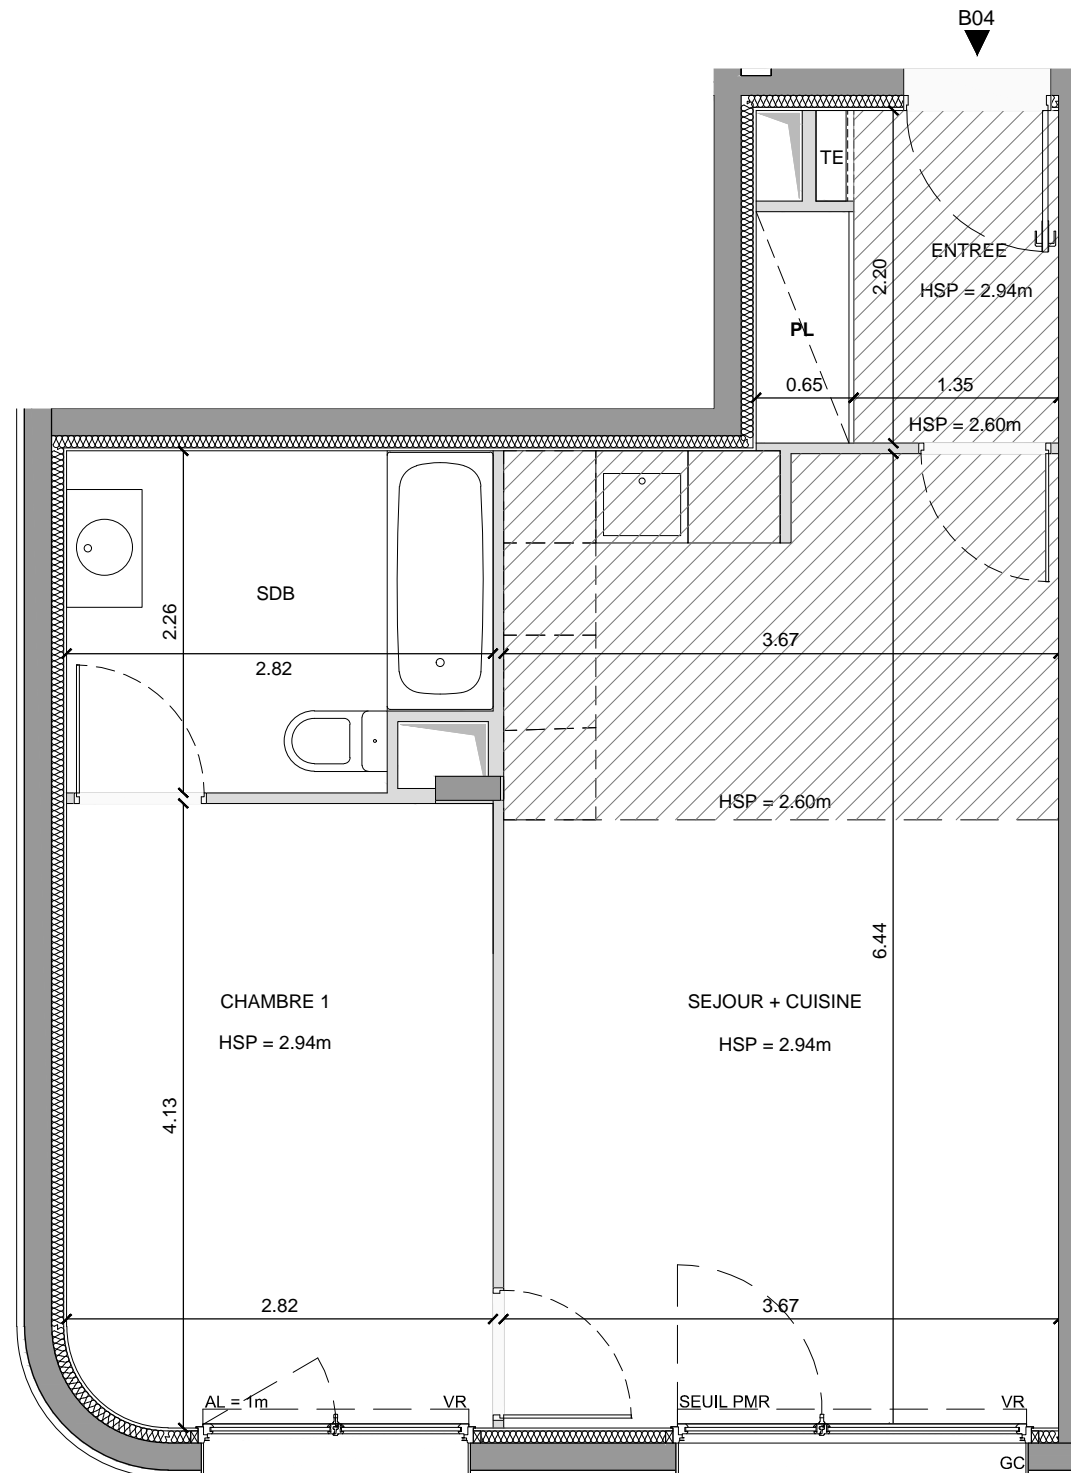 B04
TE
ENTREE
2.20
HSP = 2.94m
PL
0.65
1.35
HSP = 2.60m
SDB
2.26
3.67
2.82
HSP = 2.60m
6.44
CHAMBRE 1
SEJOUR + CUISINE
HSP = 2.94m
HSP = 2.94m
4.13
2.82
3.67
AL = 1m
VR
SEUIL PMR
VR
GC